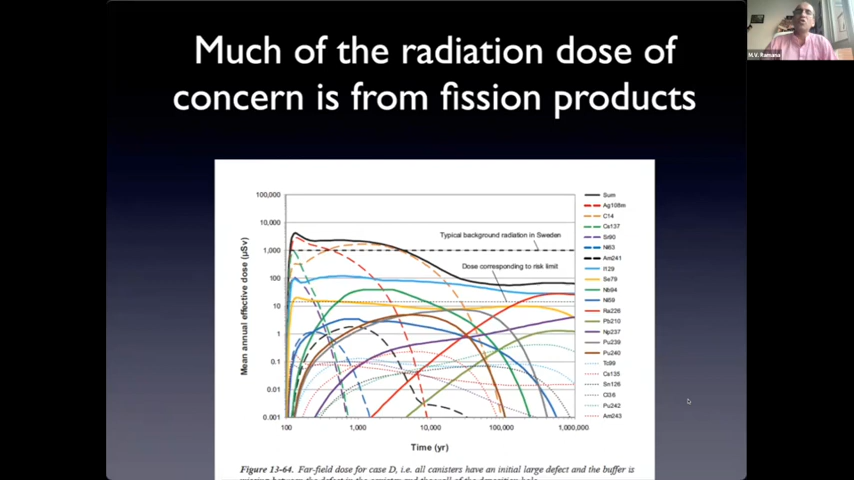 Much of the radiation dose of
concern is from fission products
M.V. Ramana
100,000
10,000
1,000
100
10
1
0.1
0.01
0.001
Mean annual effective dose (µSv)
Typical background radiation in Sweden
Dose corresponding to risk limit
100
1,000
10,000
100,000
1,000,000
Time (yr)
Sum
Ag108m
C14
Cs137
Sr90
Ni63
Am241
I129
Se79
Nb94
Ni59
Ra226
Pb210
Np237
Pu239
Pu240
Tc99
Cs135
Sn126
Cl36
Pu242
Am243
Figure 13-64. Far-field dose for case D, i.e. all canisters have an initial large defect and the buffer is